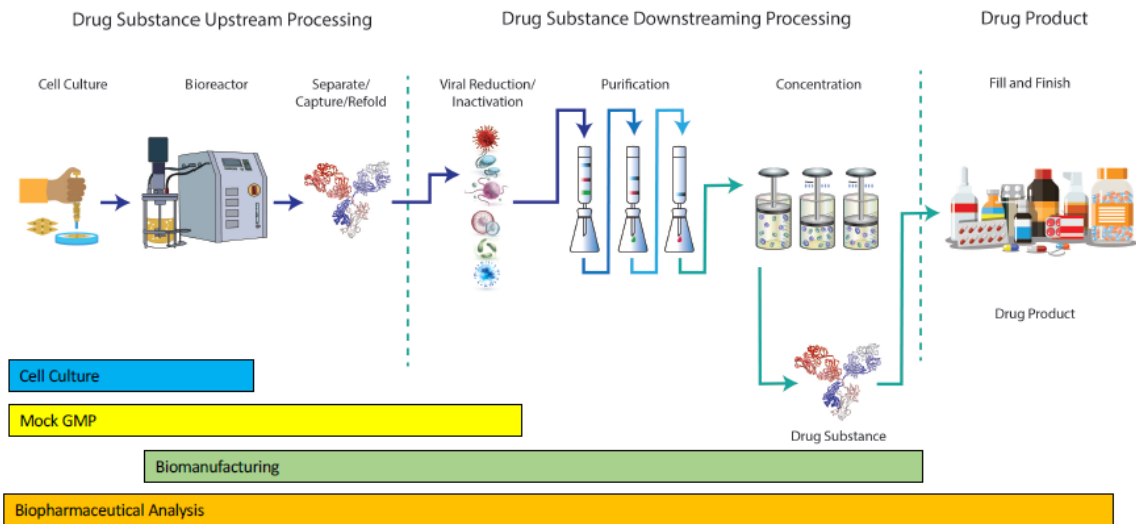 Drug Substance Upstream Processing
Drug Substance Downstreaming Processing
Drug Product
Cell Culture
Bioreactor
Separate/
Capture/Refold
Viral Reduction/
Inactivation
Purification
Concentration
Fill and Finish
Drug Product
Drug Substance
Cell Culture
Mock GMP
Biomanufacturing
Biopharmaceutical Analysis